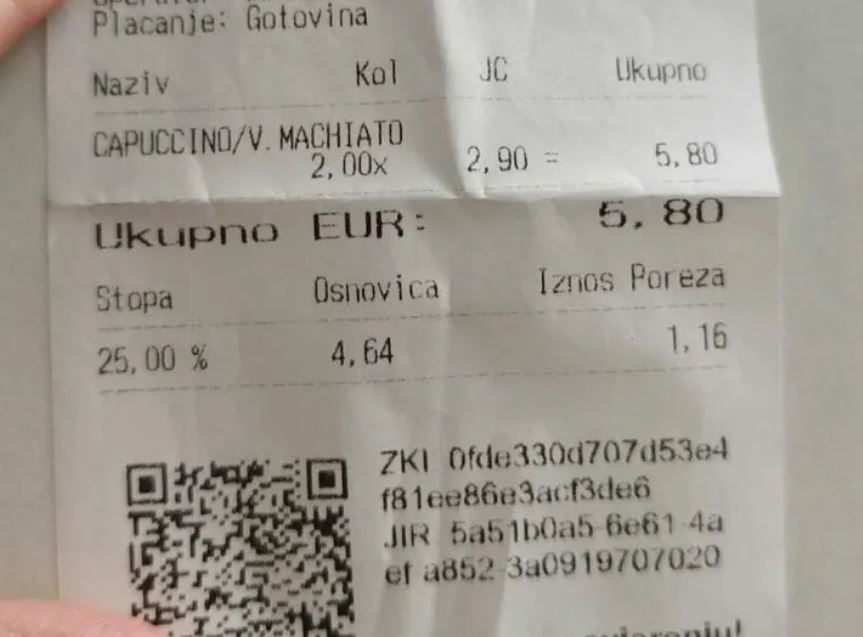 Placanje: Gotovina
Naziv Kol JC Ukupno
CAPUCCINO/V. MACHIATO
2,00x 2,90 = 5,80
Ukupno EUR: 5,80
Stopa Osnovica Iznos Poreza
25,00 % 4,64 1,16
ZKI 0fde330d707d53e4
f81ee86e3acf3de6
JIR 5a51b0a5-6e61-4a
ef a852-3a0919707020